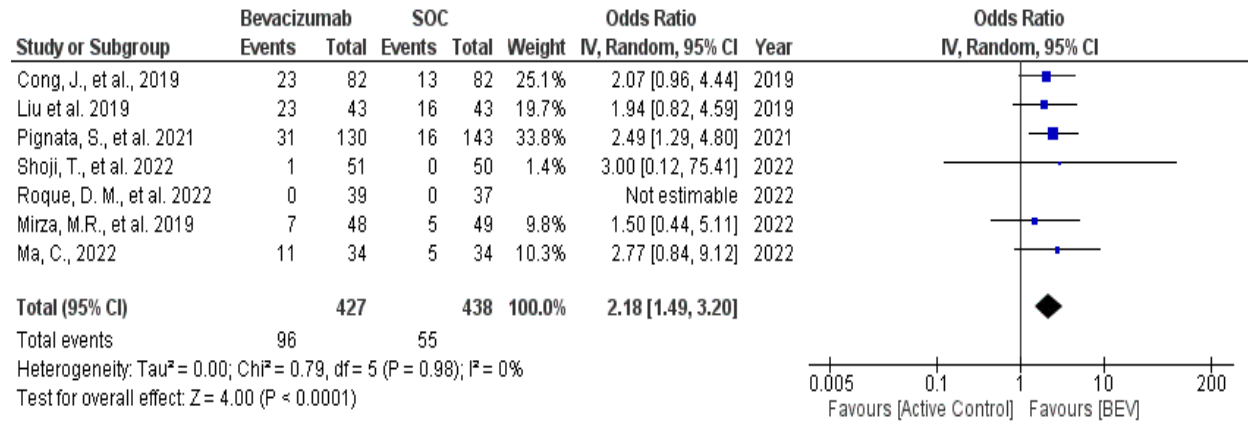 Bevacizumab SOC Odds Ratio Odds Ratio
Study or Subgroup Events Total Events Total Weight IV, Random, 95% CI Year IV, Random, 95% CI
Cong, J., et al., 2019 23 82 13 82 25.1% 2.07 [0.96, 4.44] 2019
Liu et al. 2019 23 43 16 43 19.7% 1.94 [0.82, 4.59] 2019
Pignata, S., et al. 2021 31 130 16 143 33.8% 2.49 [1.29, 4.80] 2021
Shoji, T., et al. 2022 1 51 0 50 1.4% 3.00 [0.12, 75.41] 2022
Roque, D. M., et al. 2022 0 39 0 37 Not estimable 2022
Mirza, M.R., et al. 2019 7 48 5 49 9.8% 1.50 [0.44, 5.11] 2022
Ma, C., 2022 11 34 5 34 10.3% 2.77 [0.84, 9.12] 2022
Total (95% CI) 427 438 100.0% 2.18 [1.49, 3.20]
Total events 96 55
Heterogeneity: Tau² = 0.00; Chi² = 0.79, df = 5 (P = 0.98); I² = 0%
Test for overall effect: Z = 4.00 (P < 0.0001)
0.005 0.1 1 10 200
Favours [Active Control] Favours [BEV]